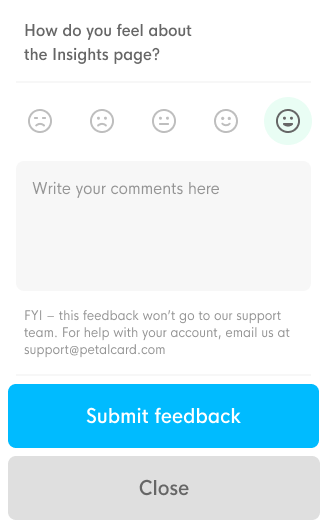 How do you feel about
the Insights page?
Write your comments here
FYI – this feedback won't go to our support
team. For help with your account, email us at
support@petalcard.com
Submit feedback
Close